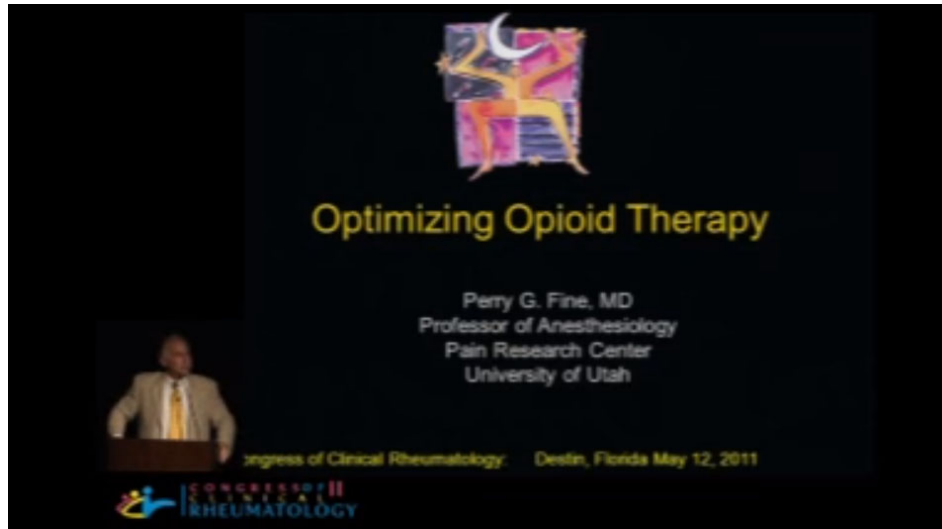 Optimizing Opioid Therapy
Perry G. Fine, MD
Professor of Anesthesiology
Pain Research Center
University of Utah
ongress of Clinical Rheumatology: Destin, Florida May 12, 2011
CONGRESS OF II
CLINICAL
RHEUMATOLOGY